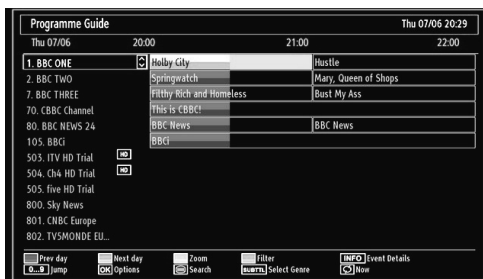 Programme Guide Thu 07/06 20:29
Thu 07/06 20:00 21:00 22:00
1. BBC ONE Holby City Hustle
2. BBC TWO Springwatch Mary, Queen of Shops
7. BBC THREE Filthy Rich and Homeless Bust My Ass
70. CBBC Channel This is CBBC!
80. BBC NEWS 24 BBC News BBC News
105. BBCi BBCi
503. ITV HD Trial HD
504. Ch4 HD Trial HD
505. five HD Trial
800. Sky News
801. CNBC Europe
802. TV5MONDE EU...
Prev day Next day Zoom Filter INFO Event Details
0...9 Jump OK Options Search SUBTTL Select Genre Now